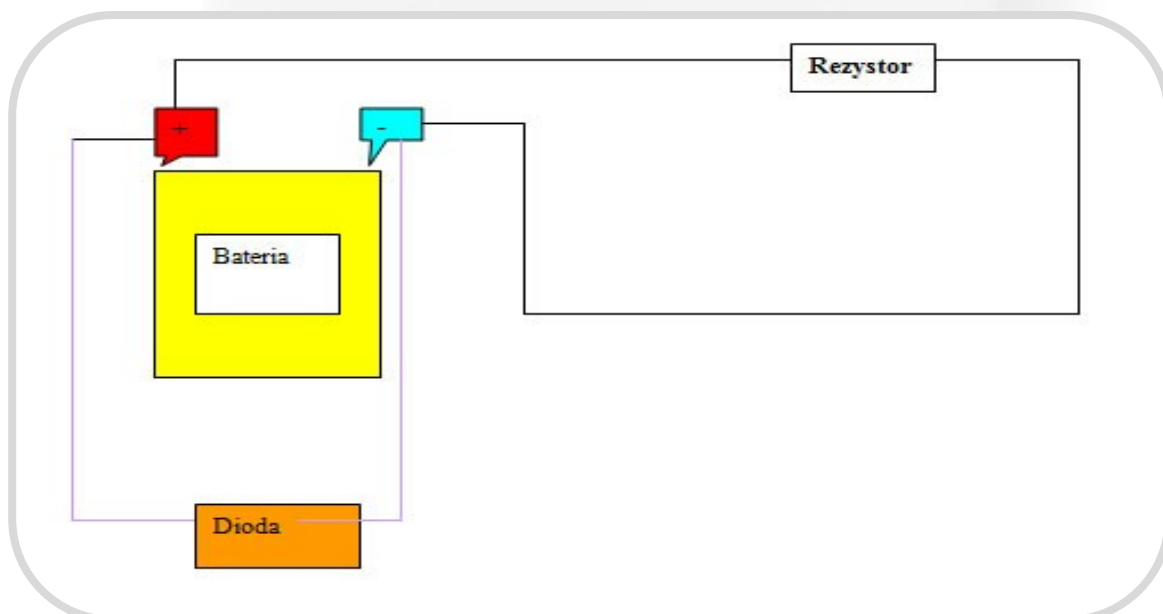 Rezystor
+
-
Bateria
Dioda